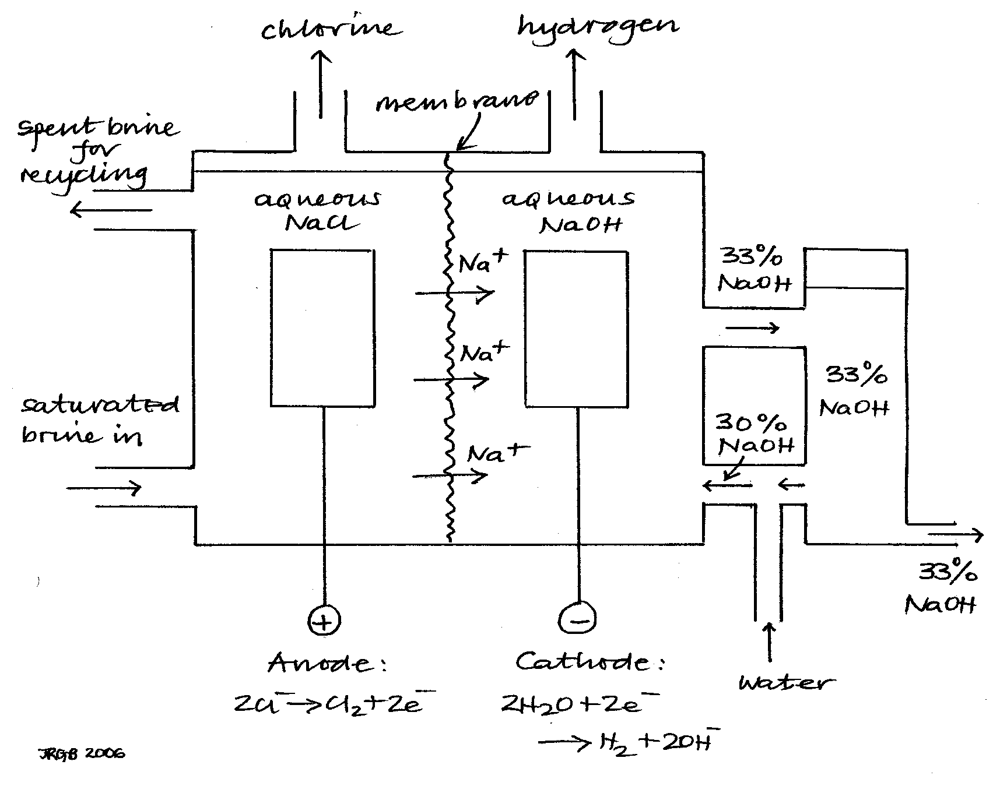 chlorine
hydrogen
membrane
spent brine
for
recycling
aqueous
NaCl
aqueous
NaOH
Na⁺
Na⁺
Na⁺
33%
NaOH
33%
NaOH
30%
NaOH
saturated
brine in
33%
NaOH
+
−
Anode:
2Cl⁻→Cl₂+2e⁻
Cathode:
2H₂O+2e⁻
→H₂+2OH⁻
water
JRGB 2006